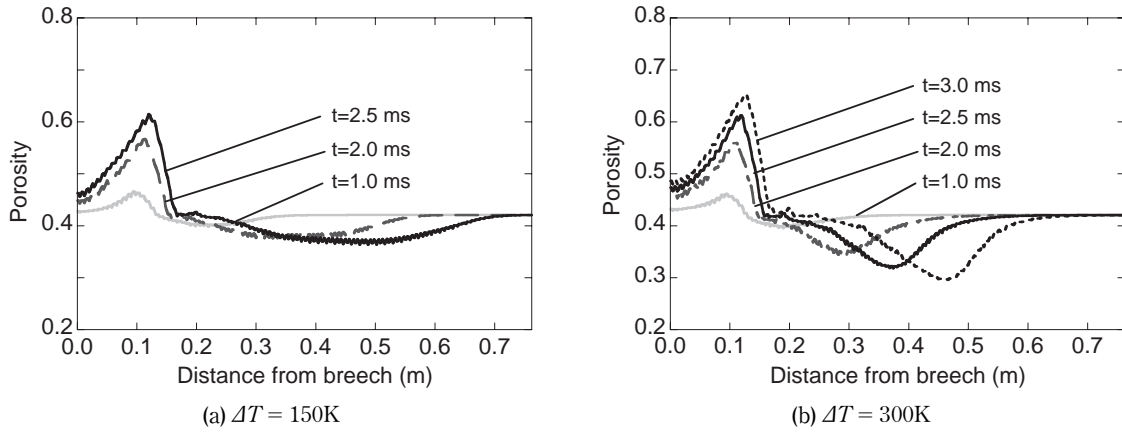 0.8
0.6
0.4
0.2
Porosity
t=2.5 ms
t=2.0 ms
t=1.0 ms
0.0 0.1 0.2 0.3 0.4 0.5 0.6 0.7
Distance from breech (m)
(a) ΔT = 150K
0.8
0.7
0.6
0.5
0.4
0.3
0.2
Porosity
t=3.0 ms
t=2.5 ms
t=2.0 ms
t=1.0 ms
0.0 0.1 0.2 0.3 0.4 0.5 0.6 0.7
Distance from breech (m)
(b) ΔT = 300K